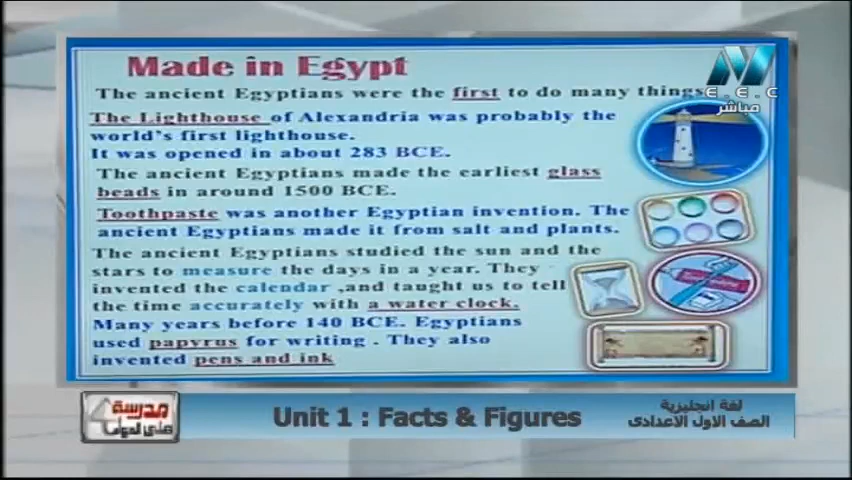 Made in Egypt
The ancient Egyptians were the first to do many things.
E.E.C
مباشر
The Lighthouse of Alexandria was probably the
world's first lighthouse.
It was opened in about 283 BCE.
The ancient Egyptians made the earliest glass
beads in around 1500 BCE.
Toothpaste was another Egyptian invention. The
ancient Egyptians made it from salt and plants.
The ancient Egyptians studied the sun and the
stars to measure the days in a year. They
invented the calendar ,and taught us to tell
the time accurately with a water clock.
Many years before 140 BCE. Egyptians
used papyrus for writing . They also
invented pens and ink
مدرسة
على الهواء
Unit 1 : Facts & Figures
لغة انجليزية
الصف الاول الاعدادى